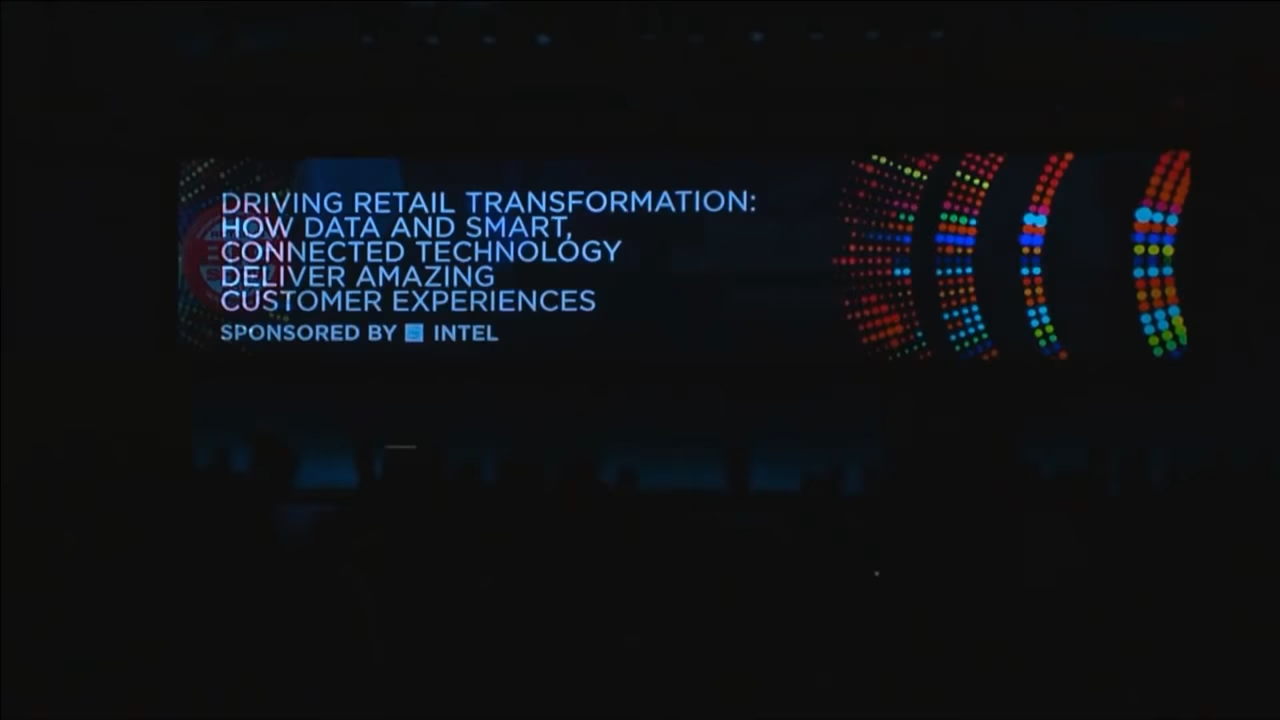 DRIVING RETAIL TRANSFORMATION:
HOW DATA AND SMART,
CONNECTED TECHNOLOGY
DELIVER AMAZING
CUSTOMER EXPERIENCES
SPONSORED BY INTEL